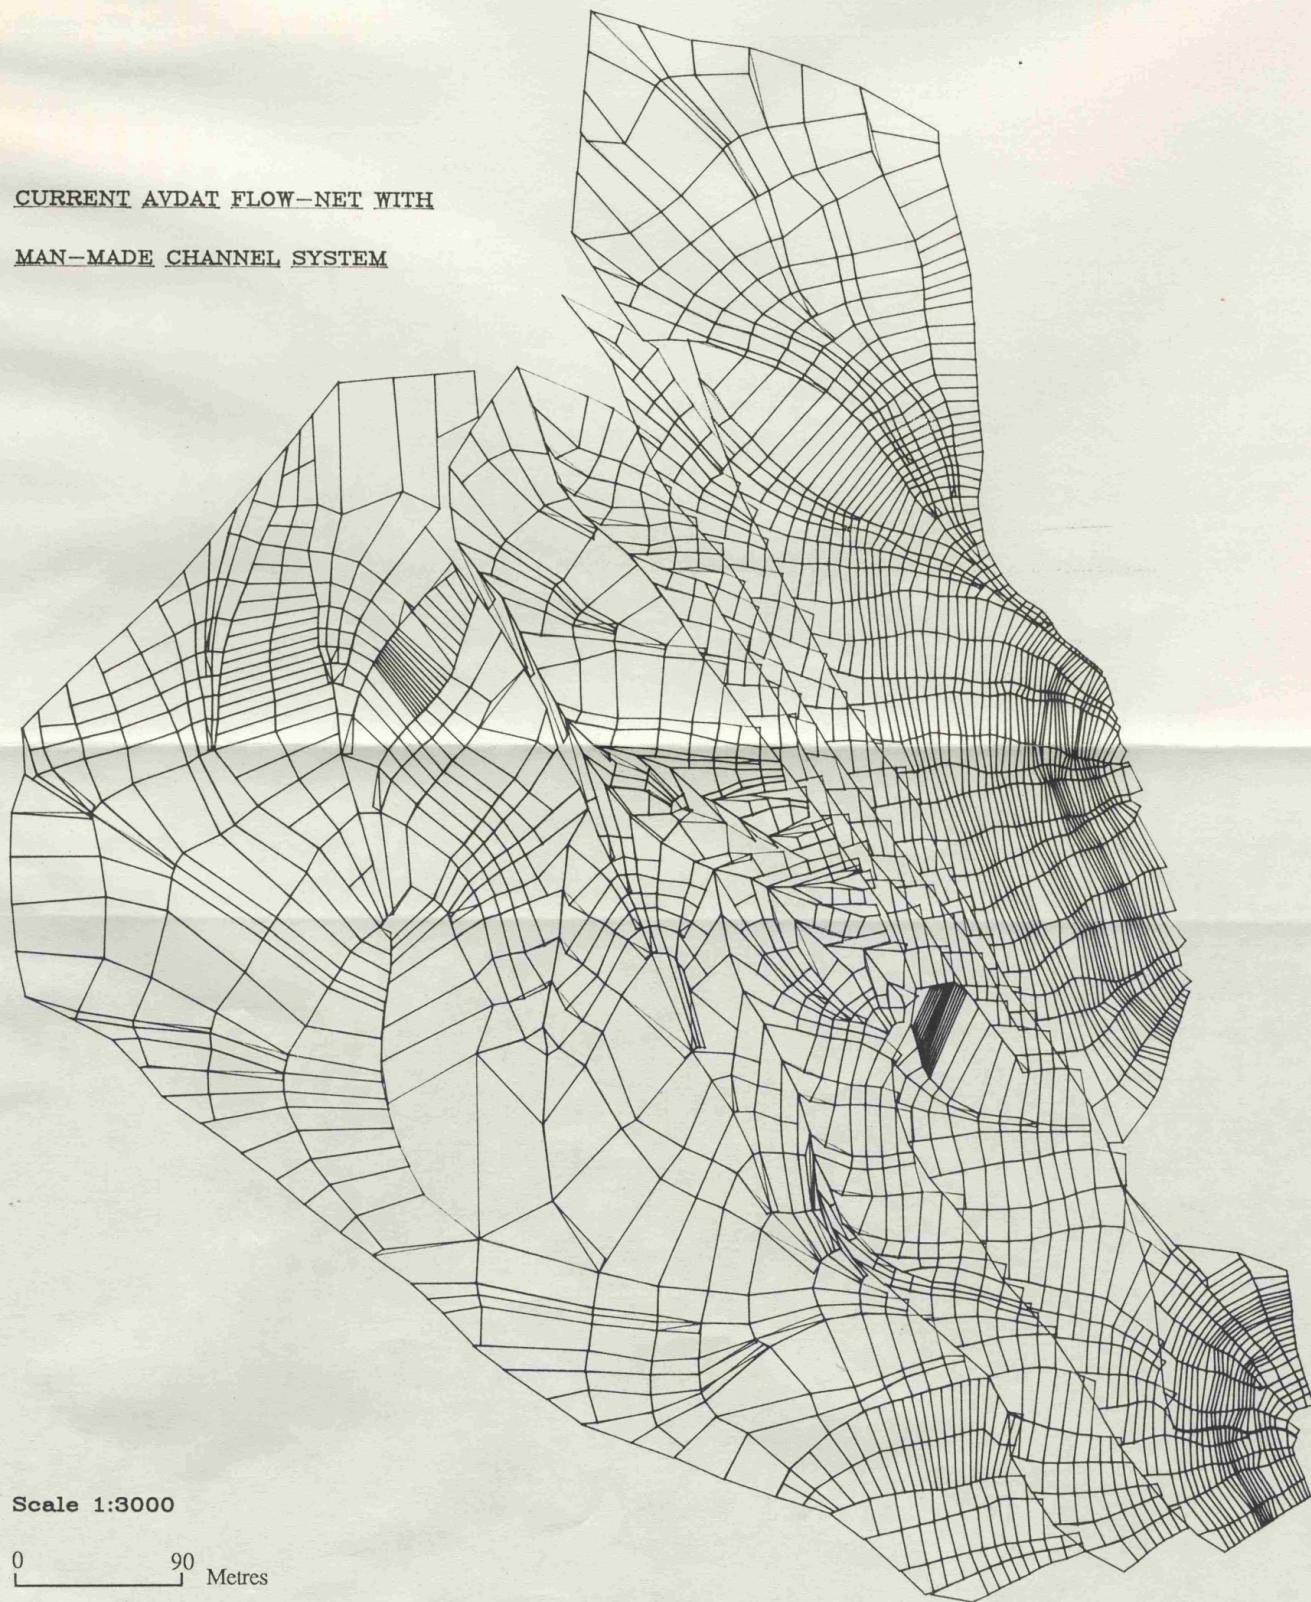 CURRENT AVDAT FLOW-NET WITH
MAN-MADE CHANNEL SYSTEM
Scale 1:3000
0 90 Metres